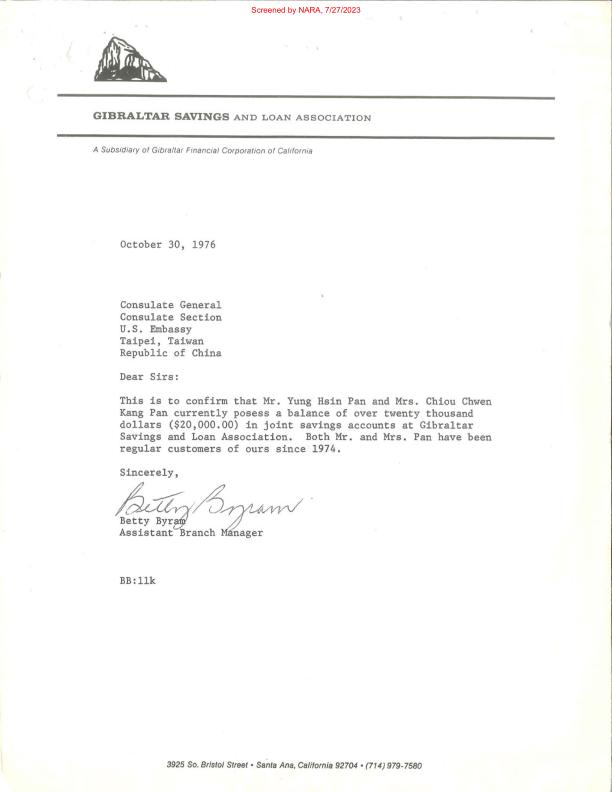 Screened by NARA, 7/27/2023
GIBRALTAR SAVINGS AND LOAN ASSOCIATION
A Subsidiary of Gibraltar Financial Corporation of California
October 30, 1976
Consulate General
Consulate Section
U.S. Embassy
Taipei, Taiwan
Republic of China
Dear Sirs:
This is to confirm that Mr. Yung Hsin Pan and Mrs. Chiou Chwen
Kang Pan currently posess a balance of over twenty thousand
dollars ($20,000.00) in joint savings accounts at Gibraltar
Savings and Loan Association.  Both Mr. and Mrs. Pan have been
regular customers of ours since 1974.
Sincerely,
Betty Byram
Betty Byram
Assistant Branch Manager
BB:llk
3925 So. Bristol Street • Santa Ana, California 92704 • (714) 979-7580